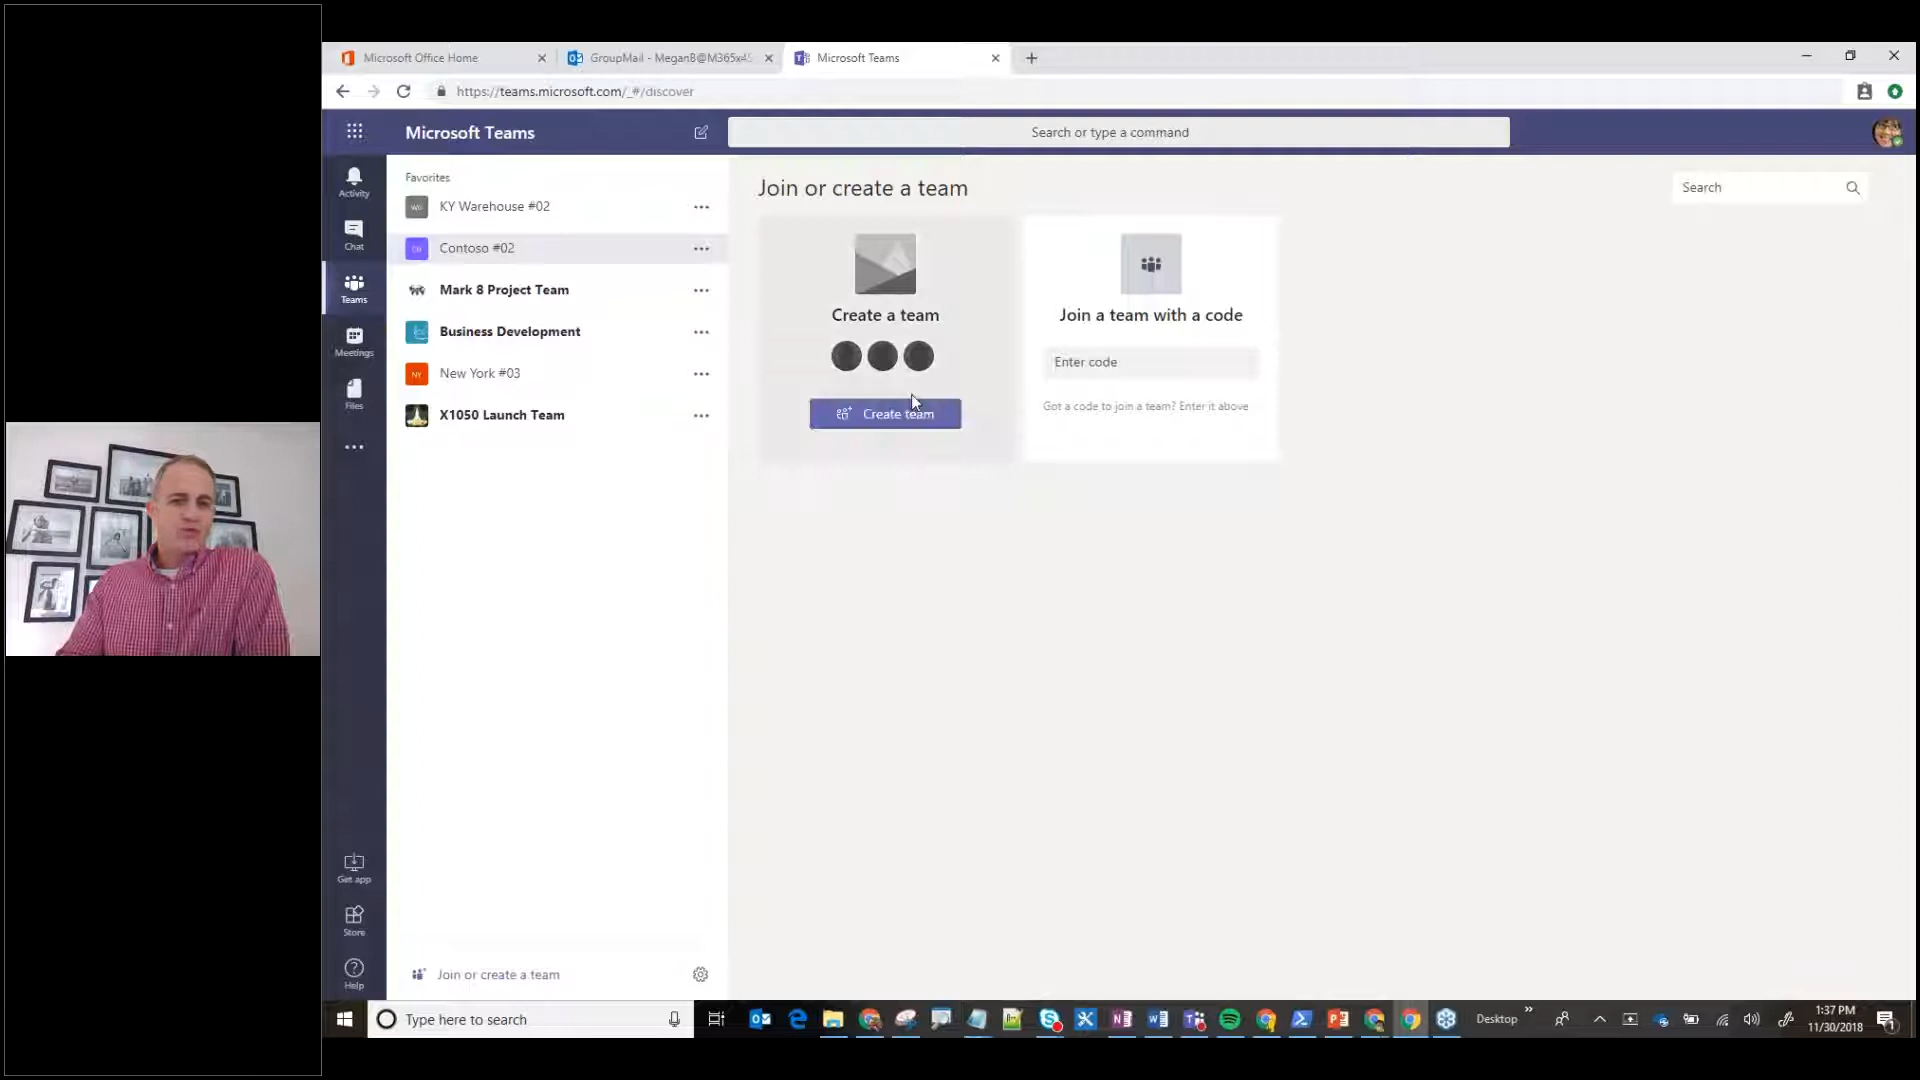 Microsoft Office Home
GroupMail - MeganB@M365x45
Microsoft Teams
https://teams.microsoft.com/_#/discover
Microsoft Teams
Search or type a command
Activity
Chat
Teams
Meetings
Files
Get app
Store
Help
Favorites
KY Warehouse #02
Contoso #02
Mark 8 Project Team
Business Development
NY
New York #03
X1050 Launch Team
Join or create a team
Join or create a team
Search
Create a team
Create team
Join a team with a code
Enter code
Got a code to join a team? Enter it above
Type here to search
Desktop
1:37 PM
11/30/2018